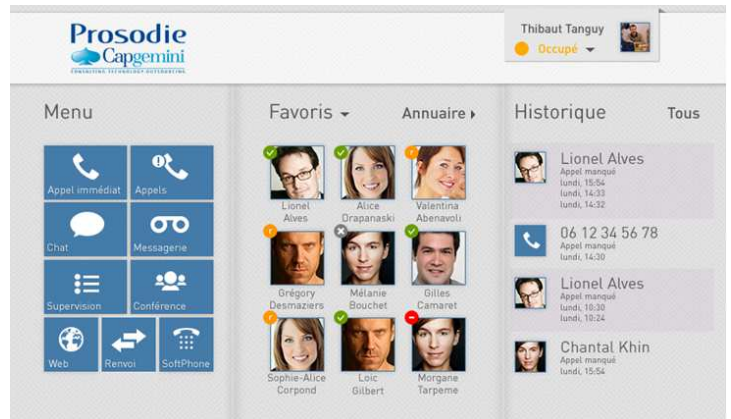 Prosodie
Capgemini
CONSULTING.TECHNOLOGY.OUTSOURCING
Thibaut Tanguy
Occupé
Menu
Appel immédiat
Appels
Chat
Messagerie
Supervision
Conférence
Web
Renvoi
SoftPhone
Favoris
Annuaire
Lionel
Alves
Alice
Drapanaski
Valentina
Abenavoli
Grégory
Desmaziers
Mélanie
Bouchet
Gilles
Camaret
Sophie-Alice
Corpond
Loic
Gilbert
Morgane
Tarpeme
Historique
Tous
Lionel Alves
Appel manqué
lundi, 15:54
lundi, 14:33
lundi, 14:32
06 12 34 56 78
Appel manqué
lundi, 14:30
Lionel Alves
Appel manqué
lundi, 10:30
lundi, 10:24
Chantal Khin
Appel manqué
lundi, 15:54